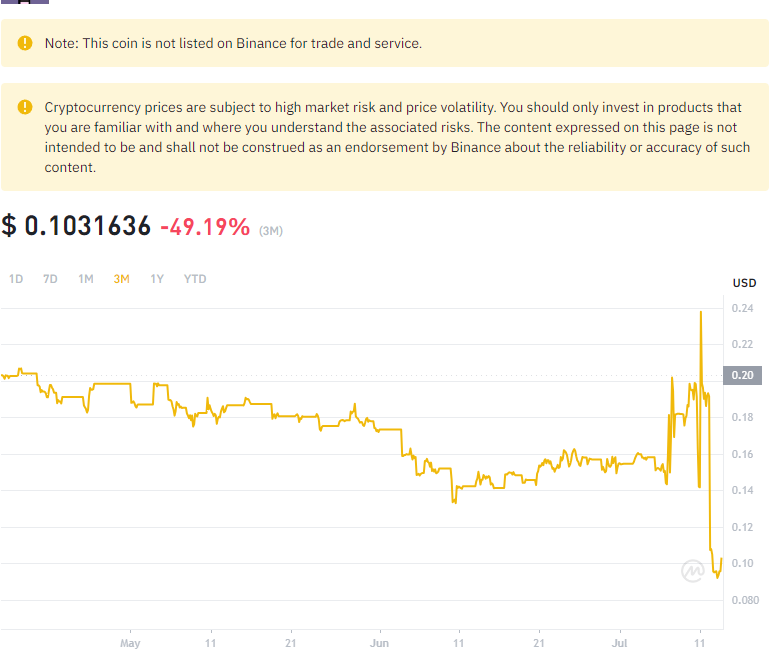 Note: This coin is not listed on Binance for trade and service.
Cryptocurrency prices are subject to high market risk and price volatility. You should only invest in products that
you are familiar with and where you understand the associated risks. The content expressed on this page is not
intended to be and shall not be construed as an endorsement by Binance about the reliability or accuracy of such
content.
$ 0.1031636 -49.19% (3M)
1D 7D 1M 3M 1Y YTD
USD
0.24
0.22
0.20
0.18
0.16
0.14
0.12
0.10
0.080
May 11 21 Jun 11 21 Jul 11